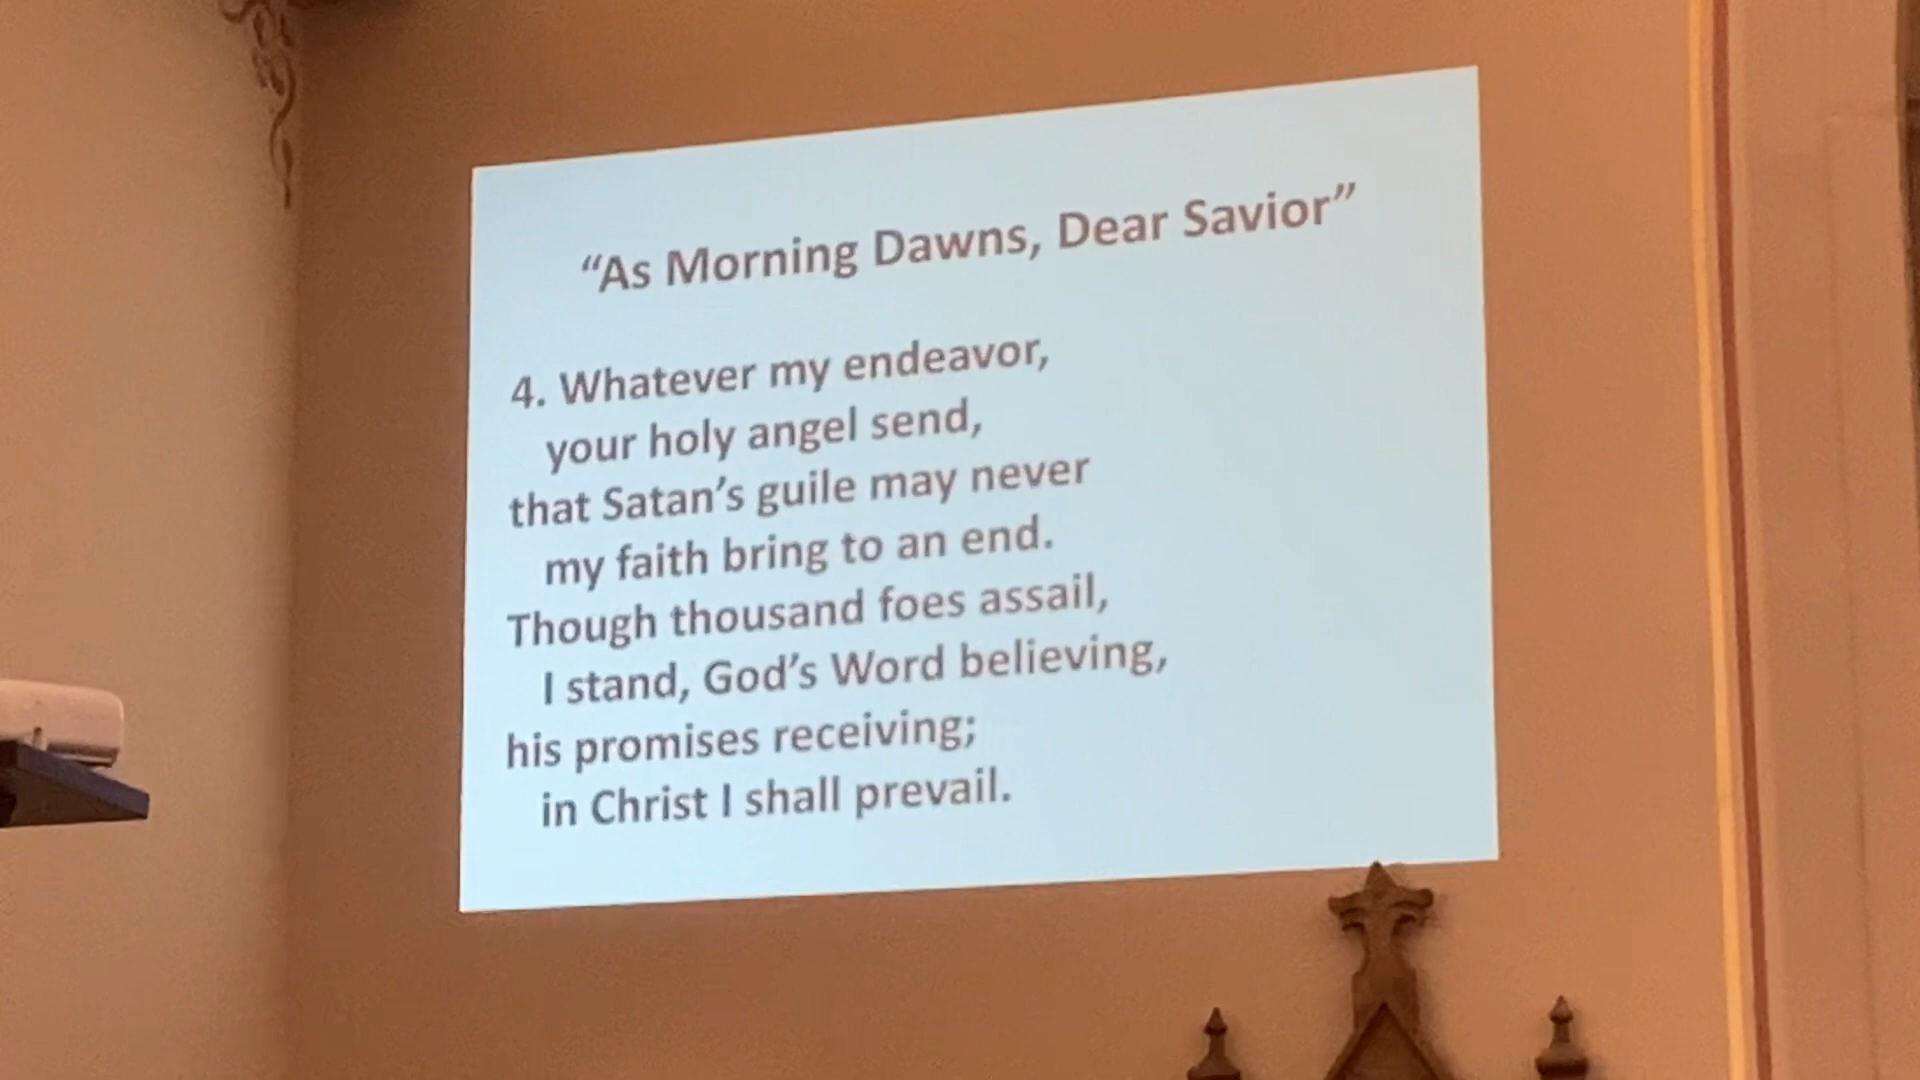 “As Morning Dawns, Dear Savior”
4. Whatever my endeavor,
your holy angel send,
that Satan’s guile may never
my faith bring to an end.
Though thousand foes assail,
I stand, God’s Word believing,
his promises receiving;
in Christ I shall prevail.